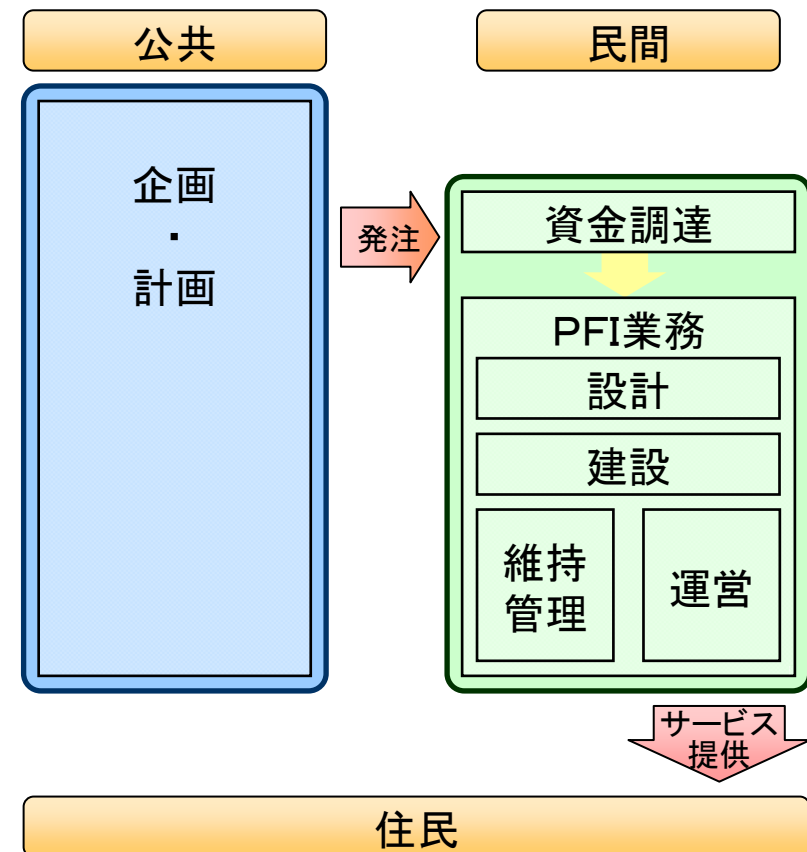 公共
民間
企画
・
計画
発注
資金調達
PFI業務
設計
建設
維持
管理
運営
サービス
提供
住民